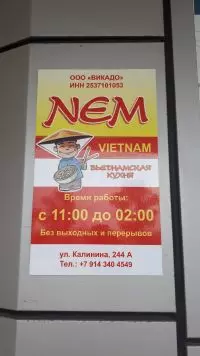 ООО «ВИКАДО»
ИНН 2537101053
NEM
VIETNAM
ВЬЕТНАМСКАЯ
КУХНЯ
Время работы:
с 11:00 до 02:00
Без выходных и перерывов
ул. Калинина, 244 А
Тел.: +7 914 340 4549